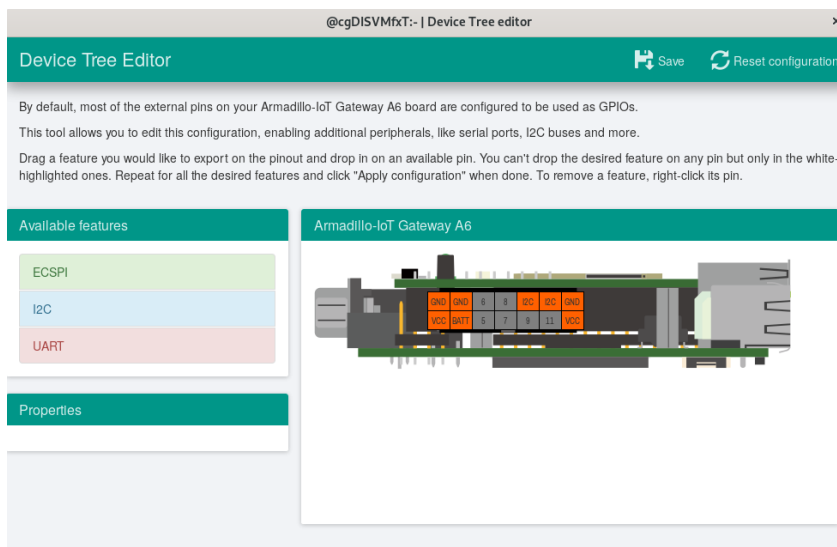 @cgDISVMfxT:~ | Device Tree editor
×
Device Tree Editor
Save
Reset configuration
By default, most of the external pins on your Armadillo-IoT Gateway A6 board are configured to be used as GPIOs.
This tool allows you to edit this configuration, enabling additional peripherals, like serial ports, I2C buses and more.
Drag a feature you would like to export on the pinout and drop in on an available pin. You can't drop the desired feature on any pin but only in the white-
highlighted ones. Repeat for all the desired features and click "Apply configuration" when done. To remove a feature, right-click its pin.
Available features
ECSPI
I2C
UART
Properties
Armadillo-IoT Gateway A6
GND GND 6 8 I2C I2C GND
VCC BATT 5 7 9 11 VCC